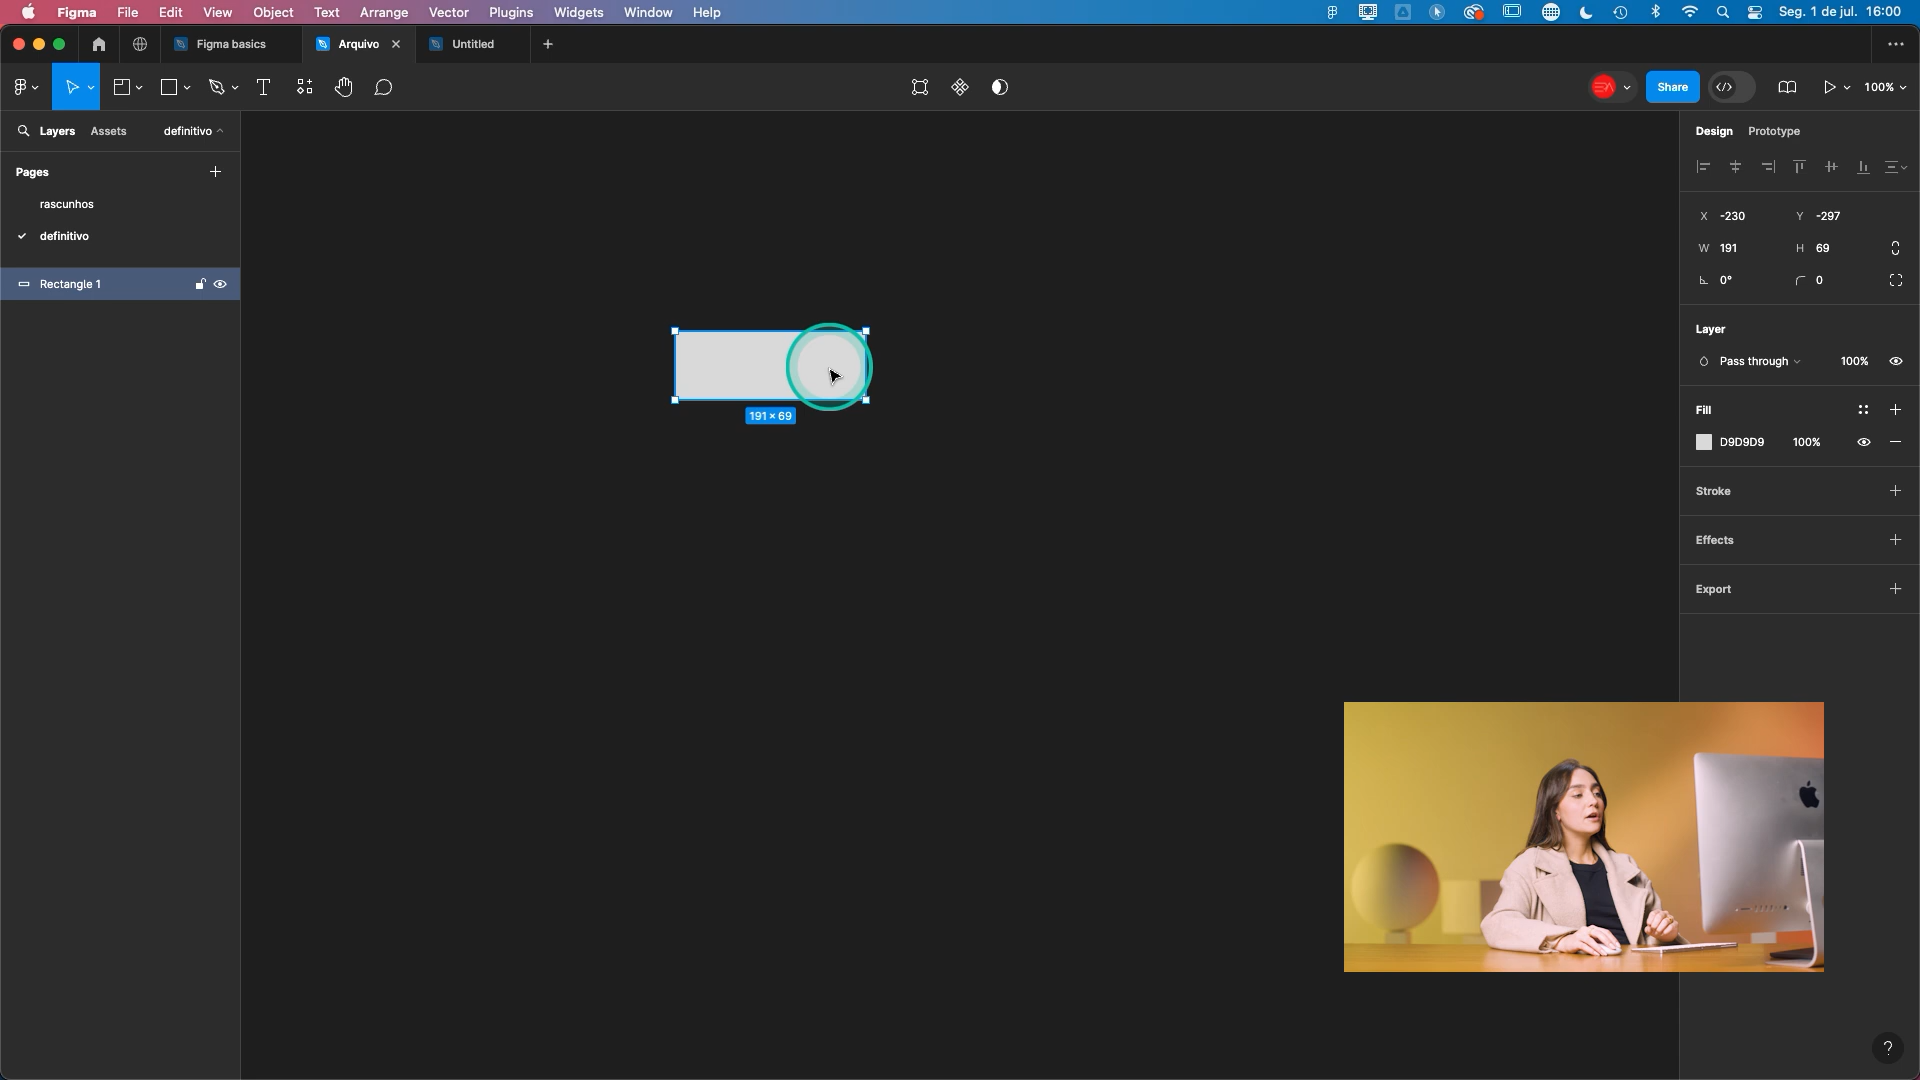 Figma File Edit View Object Text Arrange Vector Plugins Widgets Window Help Seg. 1 de jul. 16:00
Figma basics Arquivo Untitled
Share 100%
Layers Assets definitivo
Pages
rascunhos
definitivo
Rectangle 1
191 × 69
Design Prototype
X -230 Y -297
W 191 H 69
0° 0
Layer
Pass through 100%
Fill
D9D9D9 100%
Stroke
Effects
Export
?